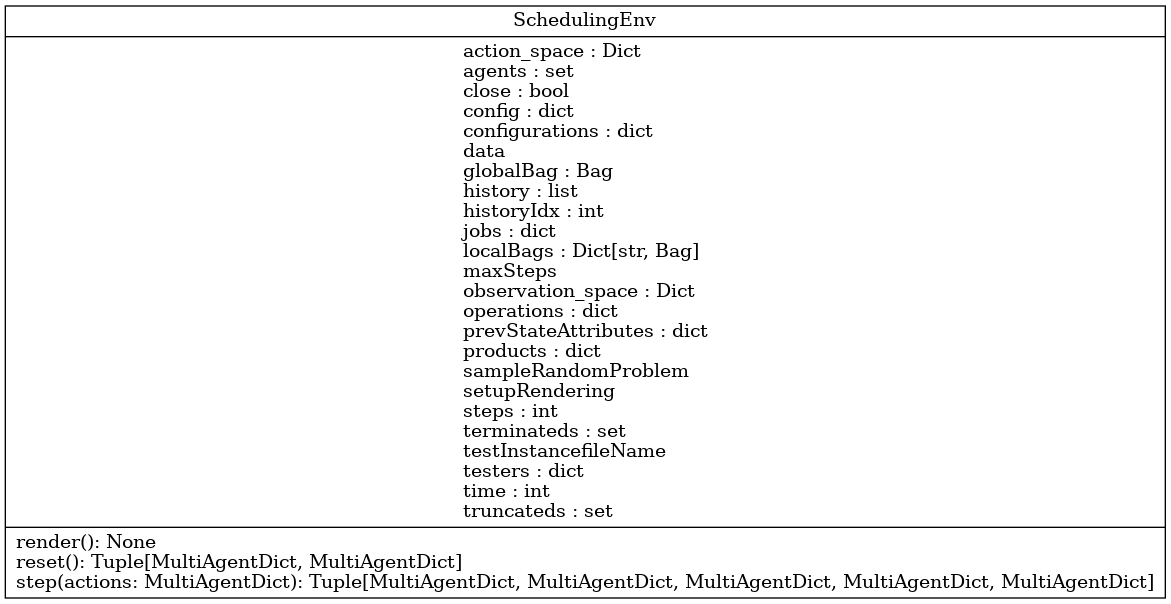 SchedulingEnv
action_space : Dict
agents : set
close : bool
config : dict
configurations : dict
data
globalBag : Bag
history : list
historyIdx : int
jobs : dict
localBags : Dict[str, Bag]
maxSteps
observation_space : Dict
operations : dict
prevStateAttributes : dict
products : dict
sampleRandomProblem
setupRendering
steps : int
terminateds : set
testInstancefileName
testers : dict
time : int
truncateds : set
render(): None
reset(): Tuple[MultiAgentDict, MultiAgentDict]
step(actions: MultiAgentDict): Tuple[MultiAgentDict, MultiAgentDict, MultiAgentDict, MultiAgentDict, MultiAgentDict]